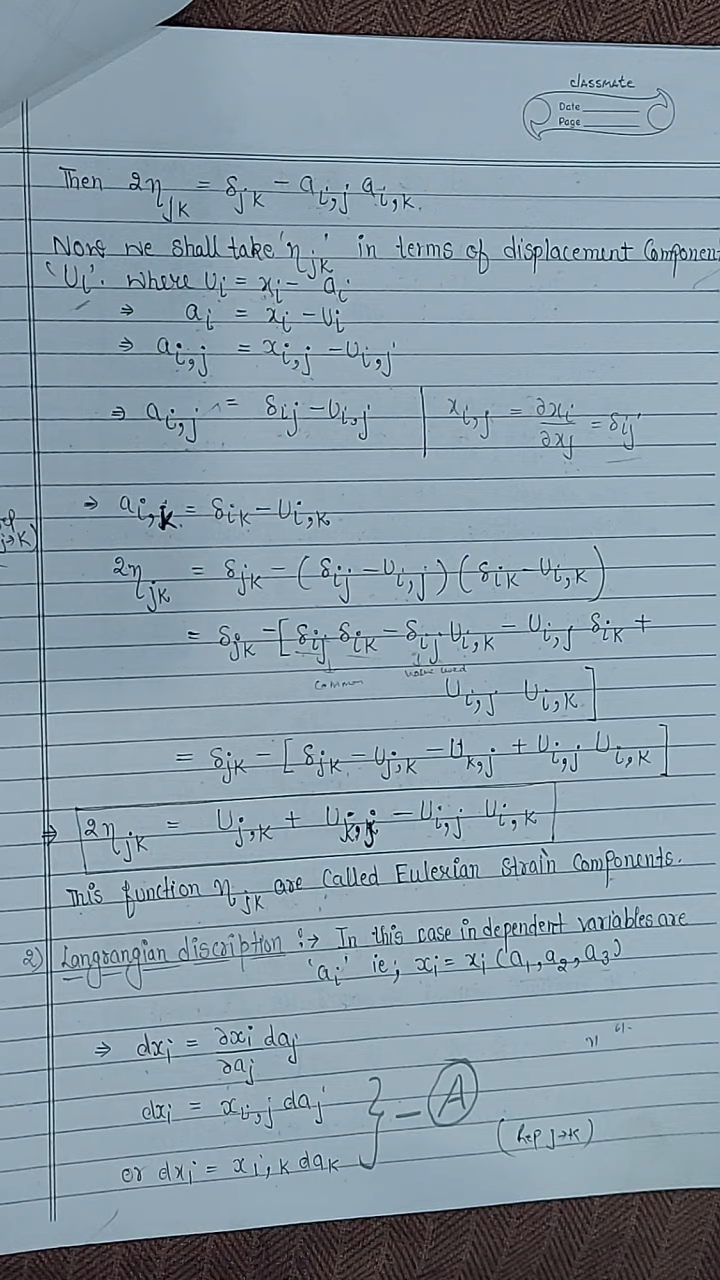 classmate
Date
Page
Then 2η_jk = δ_jk - a_i,j a_i,k.
Now we shall take 'η_jk' in terms of displacement Componen
'U_i'. where U_i = x_i - a_i
⇒ a_i = x_i - U_i
⇒ a_i,j = x_i,j - U_i,j
⇒ a_i,j = δ_ij - U_i,j | x_i,j = ∂x_i/∂x_j = δ_ij
⇒ a_i,k = δ_ik - U_i,k
j→k)
2η_jk = δ_jk - (δ_ij - U_i,j) (δ_ik - U_i,k)
= δ_jk - [δ_ij δ_ik - δ_ij U_i,k - U_i,j δ_ik +
Common
U_i,j U_i,k]
= δ_jk - [δ_jk - U_j,k - U_k,j + U_i,j U_i,k]
⇒ 2η_jk = U_j,k + U_k,j - U_i,j U_i,k
This function η_jk are Called Eulerian Strain Components.
2) Langrangian discription :→ In this case independent variables are
'a_i' ie; x_i = x_i (a_1, a_2, a_3)
⇒ dx_i = ∂x_i/∂a_j da_j
dx_i = x_i,j da_j } - (A)
or dx_i = x_i,k da_k (Rep j→k)